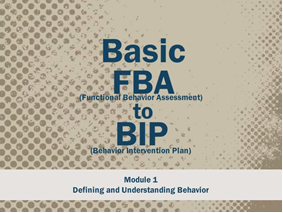 Basic
FBA
(Functional Behavior Assessment)
to
BIP
(Behavior Intervention Plan)
Module 1
Defining and Understanding Behavior